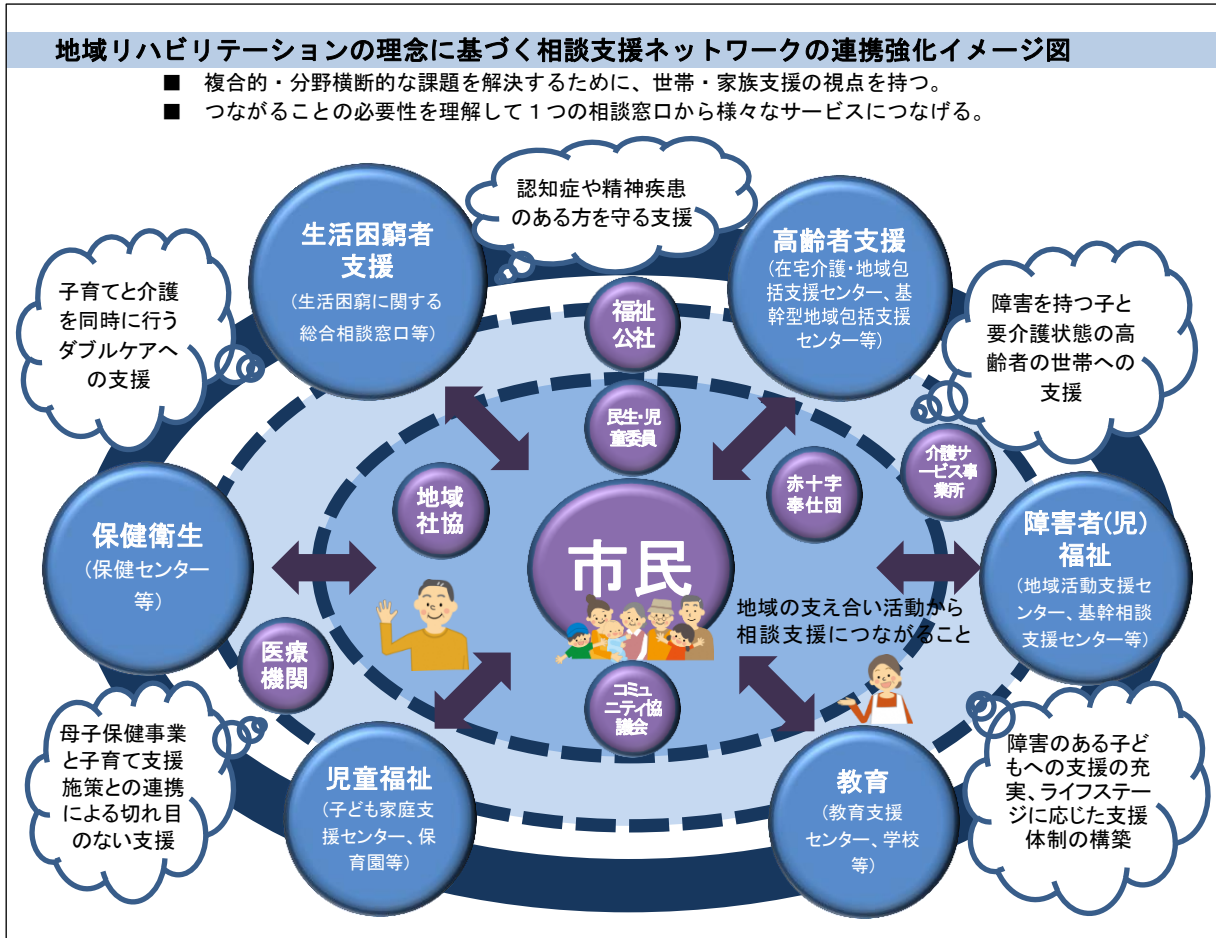 地域リハビリテーションの理念に基づく相談支援ネットワークの連携強化イメージ図
■ 複合的・分野横断的な課題を解決するために、世帯・家族支援の視点を持つ。
■ つながることの必要性を理解して１つの相談窓口から様々なサービスにつなげる。
認知症や精神疾患
のある方を守る支援
生活困窮者
支援
(生活困窮に関する
総合相談窓口等)
高齢者支援
(在宅介護・地域包
括支援センター、基
幹型地域包括支援
センター等)
子育てと介護
を同時に行う
ダブルケアへ
の支援
障害を持つ子と
要介護状態の高
齢者の世帯への
支援
福祉
公社
民生・児
童委員
地域
社協
赤十字
奉仕団
介護サ
ービス事
業所
保健衛生
(保健センター
等)
市民
障害者(児)
福祉
(地域活動支援セ
ンター、基幹相談
支援センター等)
地域の支え合い活動から
相談支援につながること
医療
機関
コミュ
ニティ協
議会
母子保健事業
と子育て支援
施策との連携
による切れ目
のない支援
児童福祉
(子ども家庭支
援センター、保
育園等)
教育
(教育支援
センター、学校
等)
障害のある子ど
もへの支援の充
実、ライフステー
ジに応じた支援
体制の構築